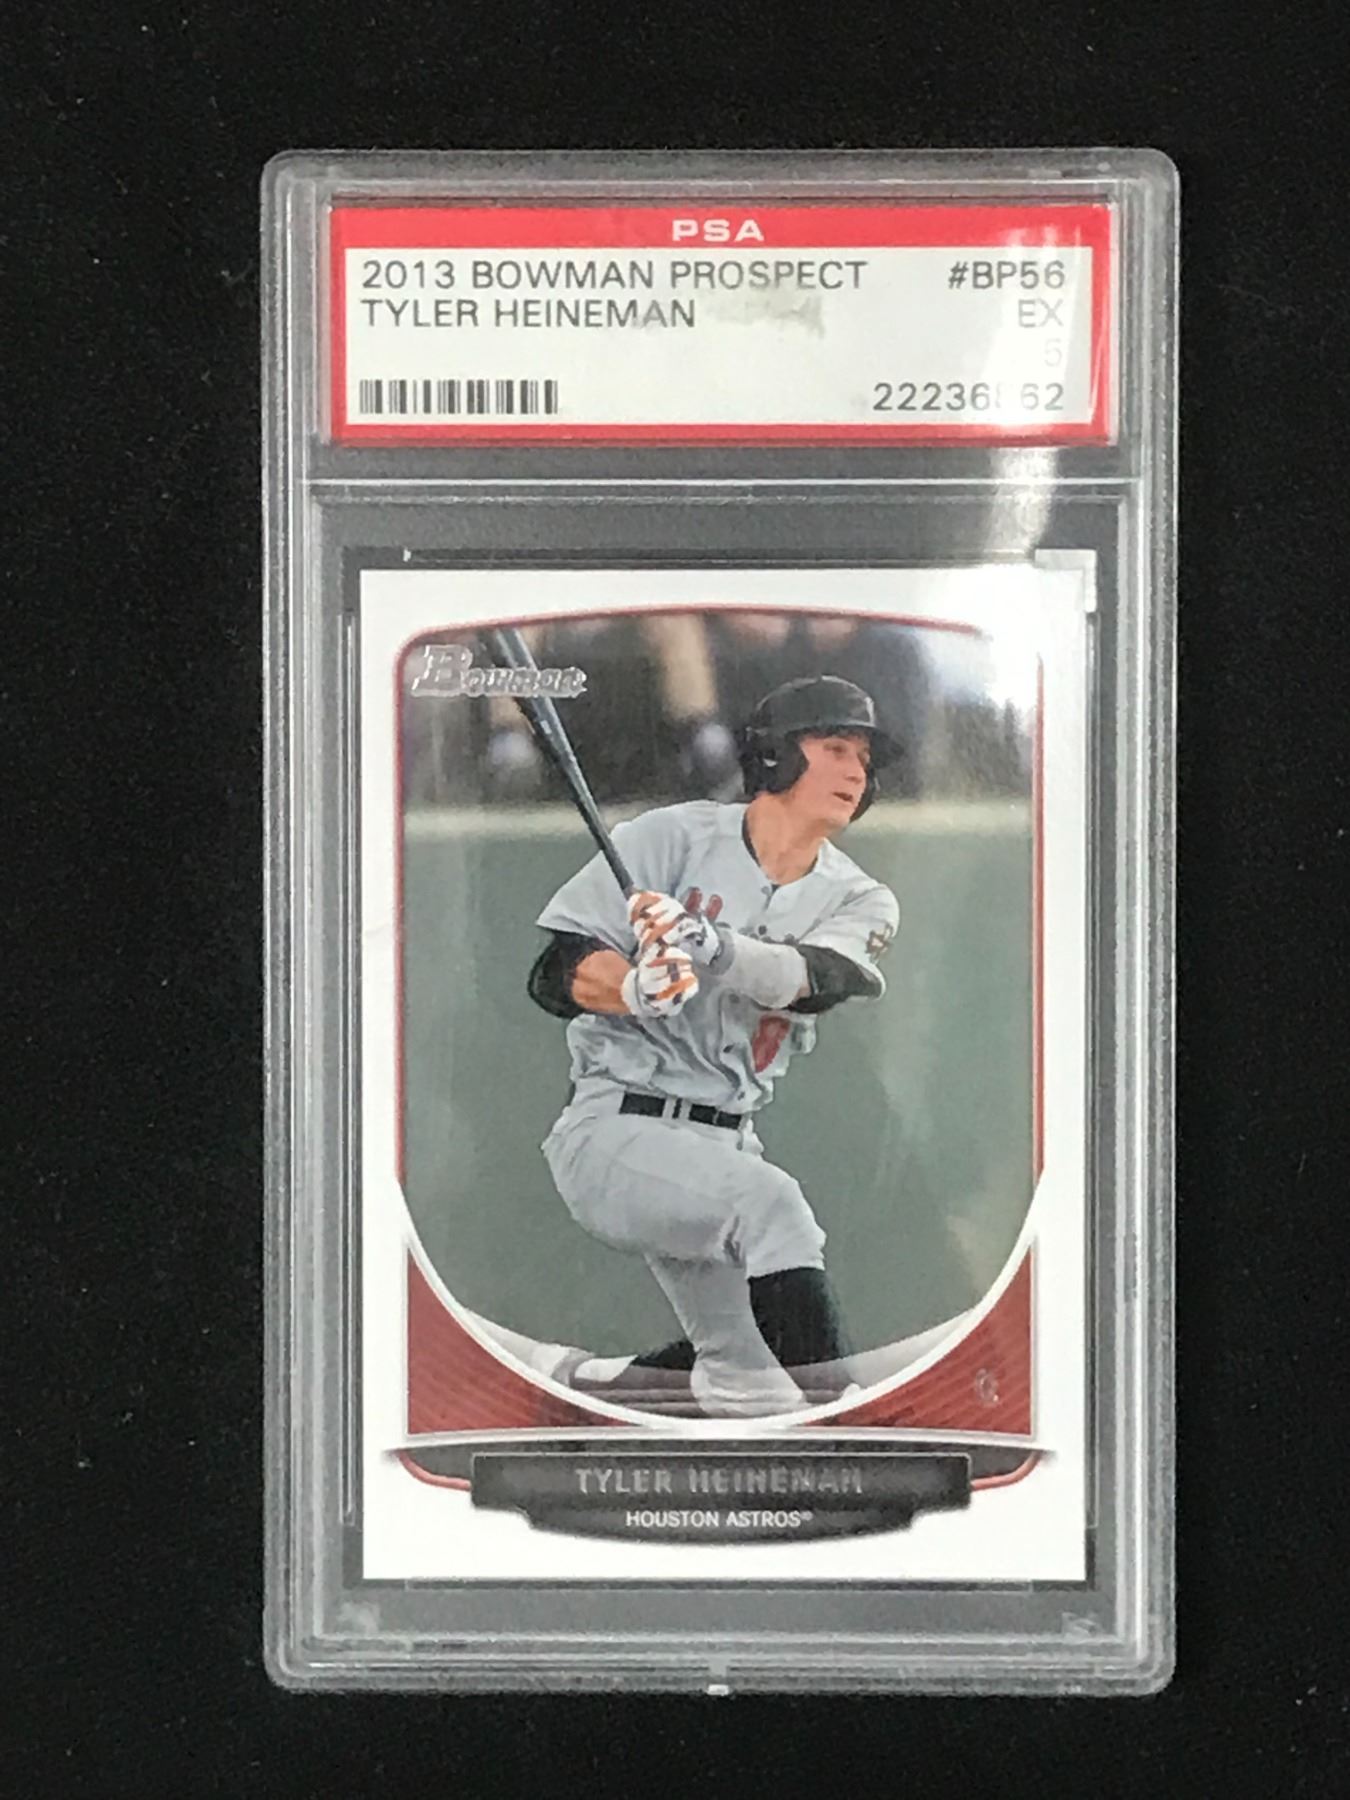 PSA
2013 BOWMAN PROSPECT #BP56
TYLER HEINEMAN EX
5
Bowman
TYLER HEINEMAN
HOUSTON ASTROS®